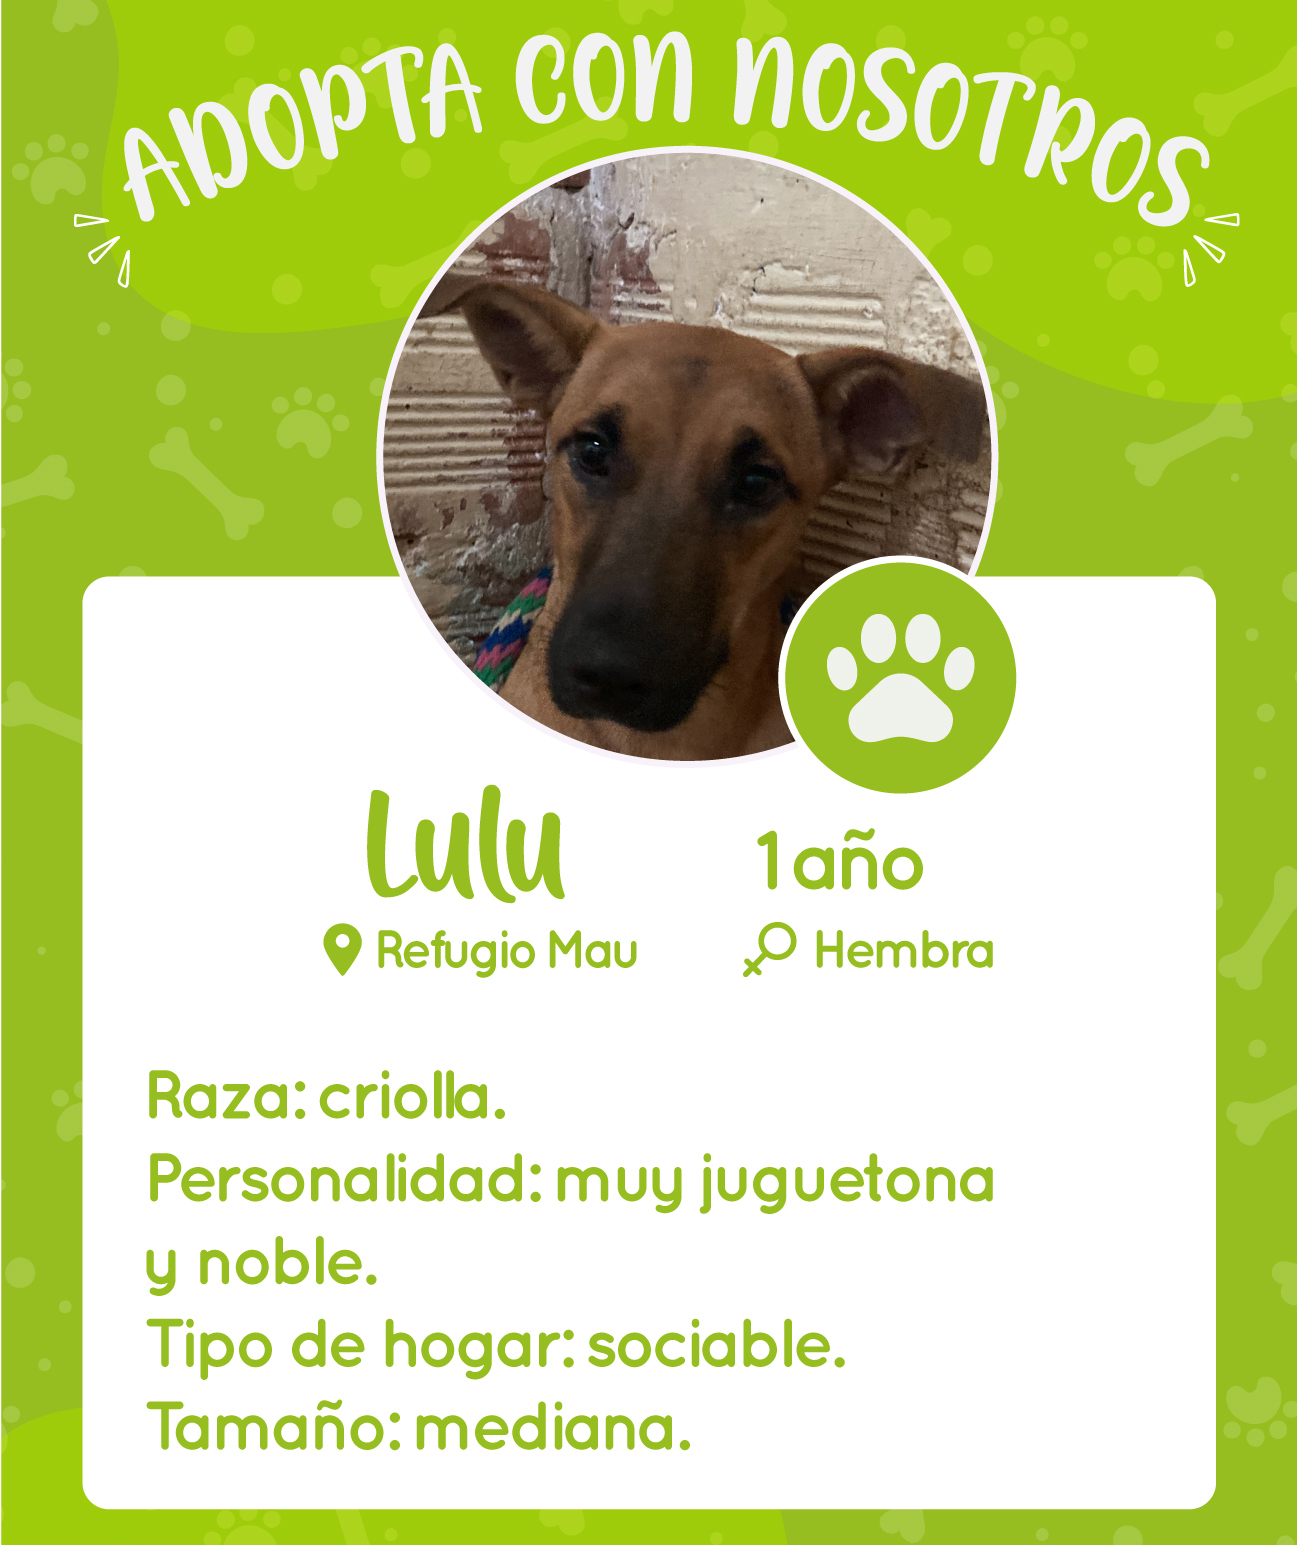 ADOPTA CON NOSOTROS
Lulu
1 año
Refugio Mau
Hembra
Raza: criolla.
Personalidad: muy juguetona
y noble.
Tipo de hogar: sociable.
Tamaño: mediana.